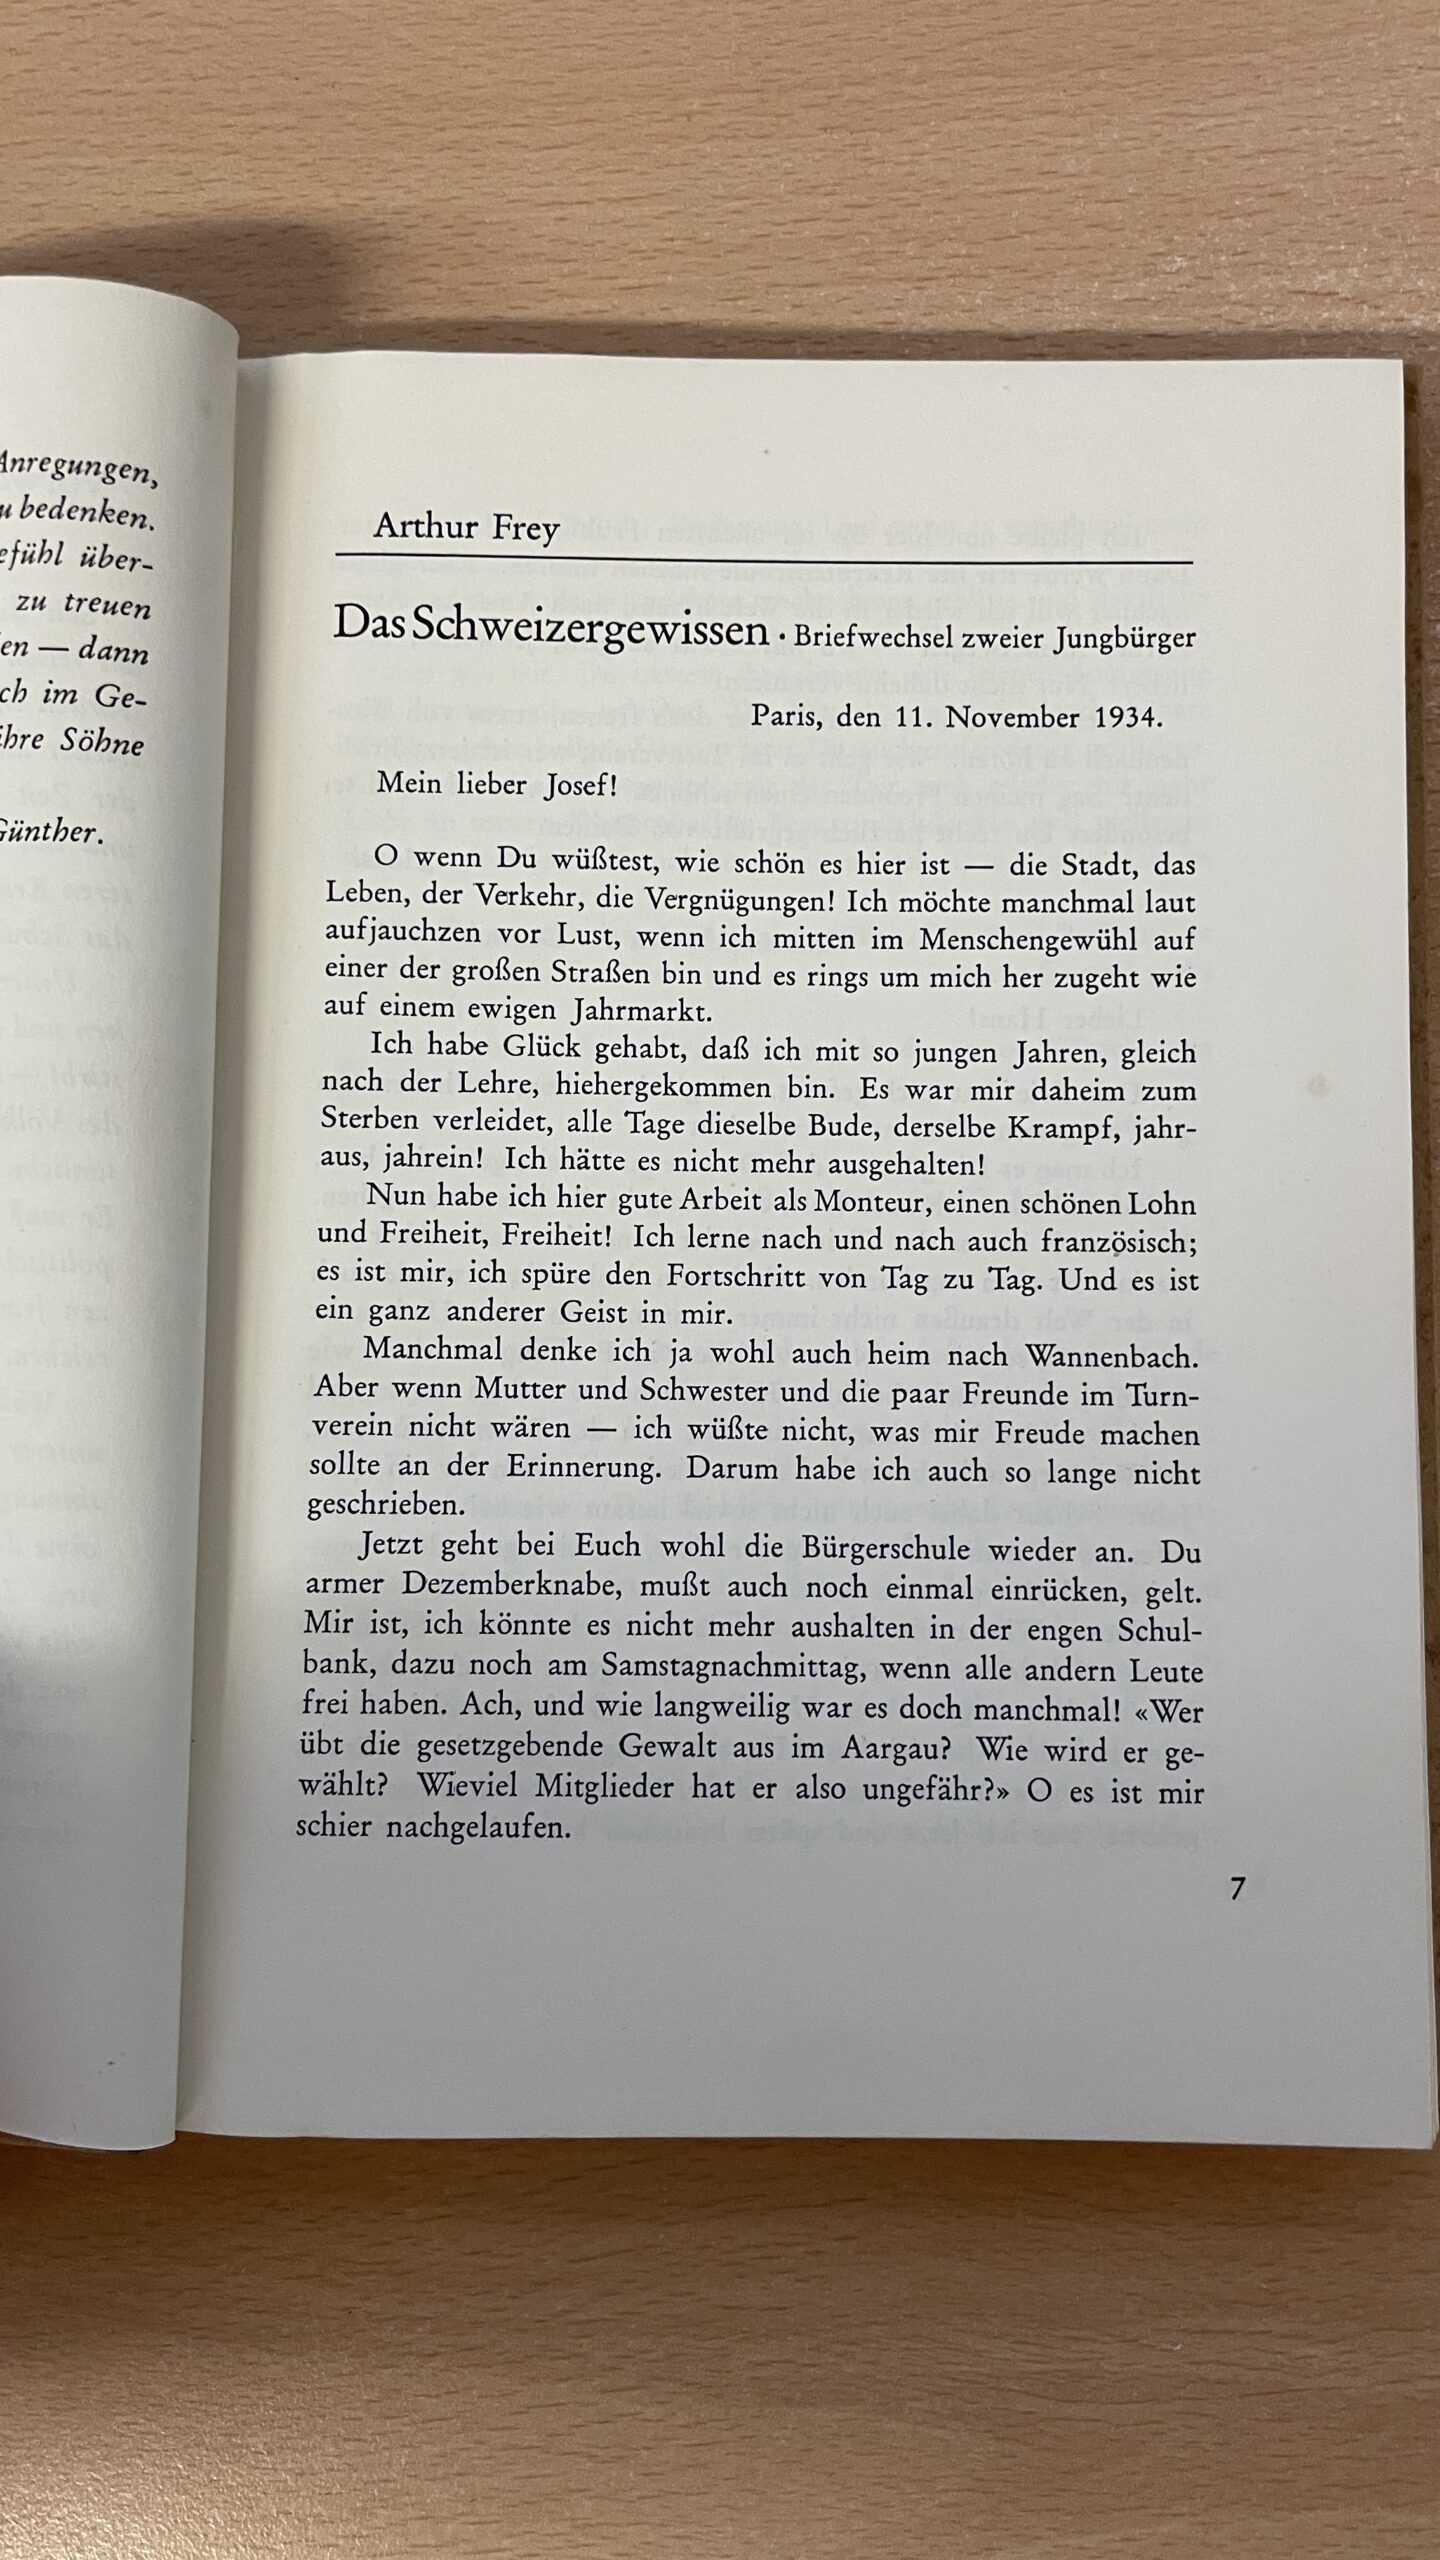 Anregungen,
bedenken.
über-
zu treuen
— dann
im Ge-
ihre Söhne
Günther.
Arthur Frey
Das Schweizergewissen · Briefwechsel zweier Jungbürger
Paris, den 11. November 1934.
Mein lieber Josef!
O wenn Du wüßtest, wie schön es hier ist — die Stadt, das
Leben, der Verkehr, die Vergnügungen! Ich möchte manchmal laut
aufjauchzen vor Lust, wenn ich mitten im Menschengewühl auf
einer der großen Straßen bin und es rings um mich her zugeht wie
auf einem ewigen Jahrmarkt.
Ich habe Glück gehabt, daß ich mit so jungen Jahren, gleich
nach der Lehre, hiehergekommen bin. Es war mir daheim zum
Sterben verleidet, alle Tage dieselbe Bude, derselbe Krampf, jahr-
aus, jahrein! Ich hätte es nicht mehr ausgehalten!
Nun habe ich hier gute Arbeit als Monteur, einen schönen Lohn
und Freiheit, Freiheit! Ich lerne nach und nach auch französisch;
es ist mir, ich spüre den Fortschritt von Tag zu Tag. Und es ist
ein ganz anderer Geist in mir.
Manchmal denke ich ja wohl auch heim nach Wannenbach.
Aber wenn Mutter und Schwester und die paar Freunde im Turn-
verein nicht wären — ich wüßte nicht, was mir Freude machen
sollte an der Erinnerung. Darum habe ich auch so lange nicht
geschrieben.
Jetzt geht bei Euch wohl die Bürgerschule wieder an. Du
armer Dezemberknabe, mußt auch noch einmal einrücken, gelt.
Mir ist, ich könnte es nicht mehr aushalten in der engen Schul-
bank, dazu noch am Samstagnachmittag, wenn alle andern Leute
frei haben. Ach, und wie langweilig war es doch manchmal! «Wer
übt die gesetzgebende Gewalt aus im Aargau? Wie wird er ge-
wählt? Wieviel Mitglieder hat er also ungefähr?» O es ist mir
schier nachgelaufen.
7